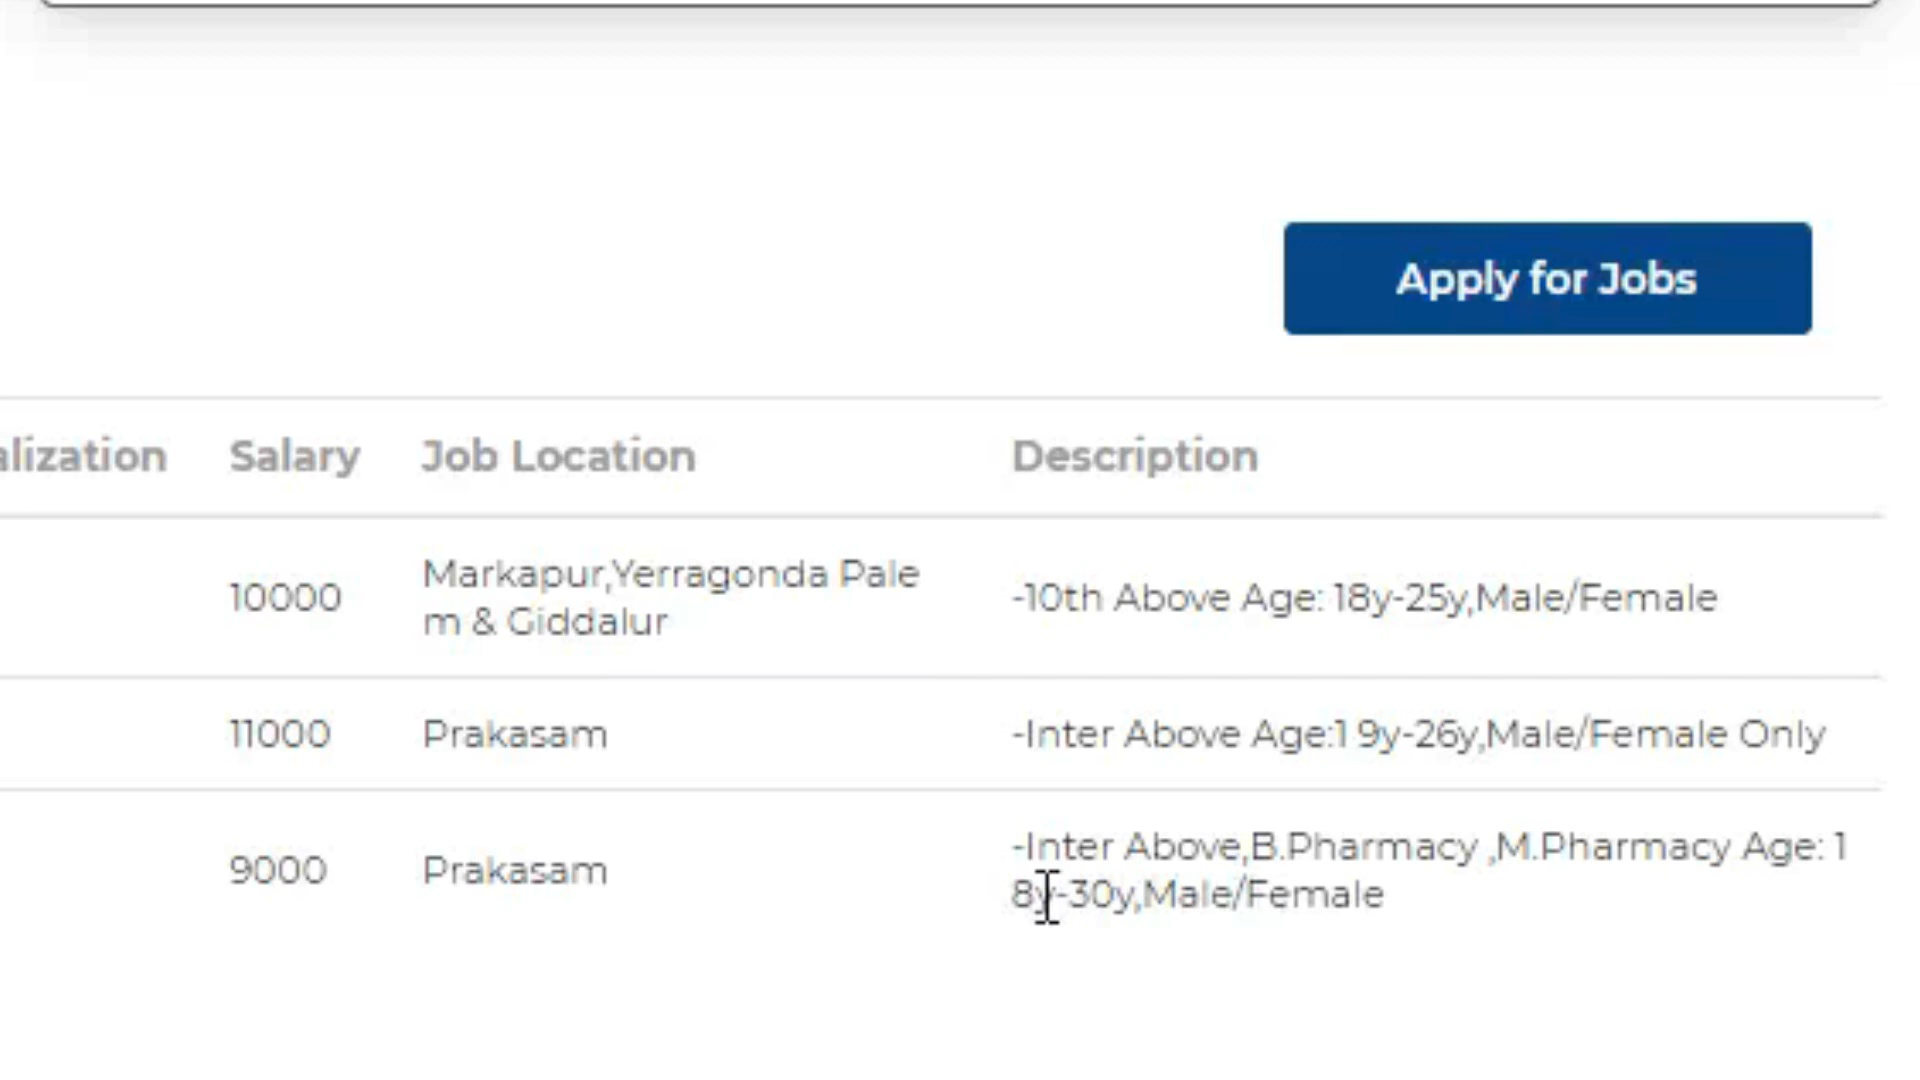 Apply for Jobs
alization Salary Job Location Description
10000 Markapur,Yerragonda Pale -10th Above Age: 18y-25y,Male/Female
m & Giddalur
11000 Prakasam -Inter Above Age:1 9y-26y,Male/Female Only
9000 Prakasam -Inter Above,B.Pharmacy ,M.Pharmacy Age: 1
8y-30y,Male/Female